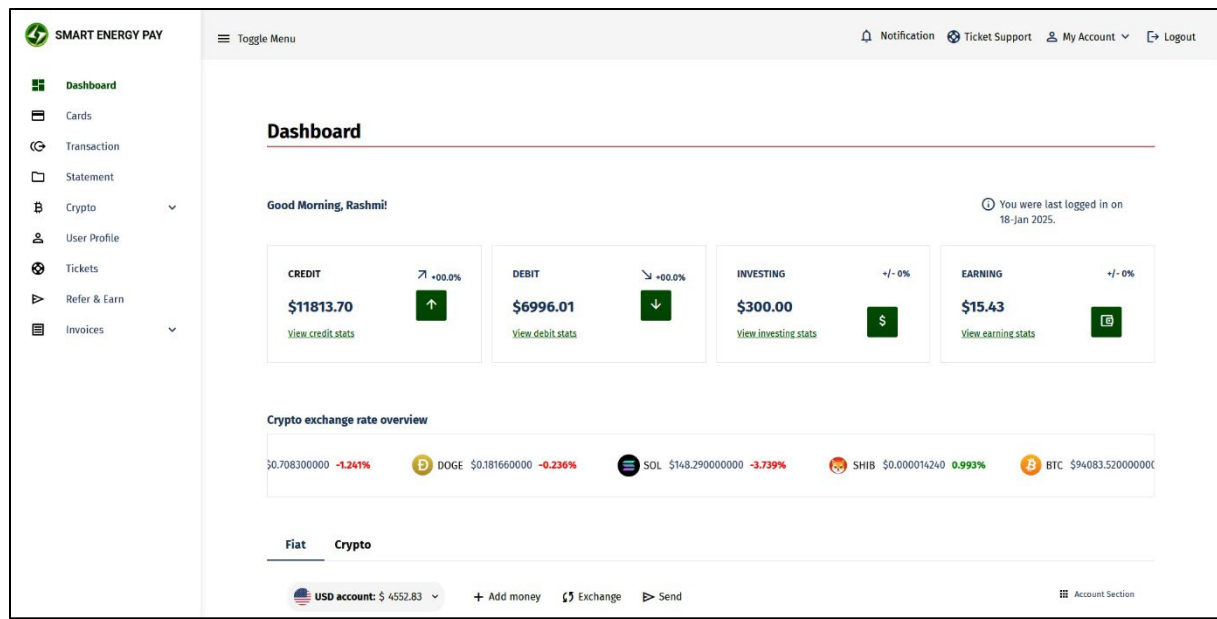 SMART ENERGY PAY
Toggle Menu
Notification
Ticket Support
My Account
Logout
Dashboard
Cards
Transaction
Statement
Crypto
User Profile
Tickets
Refer & Earn
Invoices
Dashboard
Good Morning, Rashmi!
You were last logged in on
18-Jan 2025.
CREDIT
+00.0%
$11813.70
View credit stats
DEBIT
+00.0%
$6996.01
View debit stats
INVESTING
+/- 0%
$300.00
$
View investing stats
EARNING
+/- 0%
$15.43
View earning stats
Crypto exchange rate overview
$0.708300000 -1.241%
DOGE $0.181660000 -0.236%
SOL $148.290000000 -3.739%
SHIB $0.000014240 0.993%
BTC $94083.52000000
Fiat
Crypto
USD account: $ 4552.83
+ Add money
Exchange
Send
Account Section